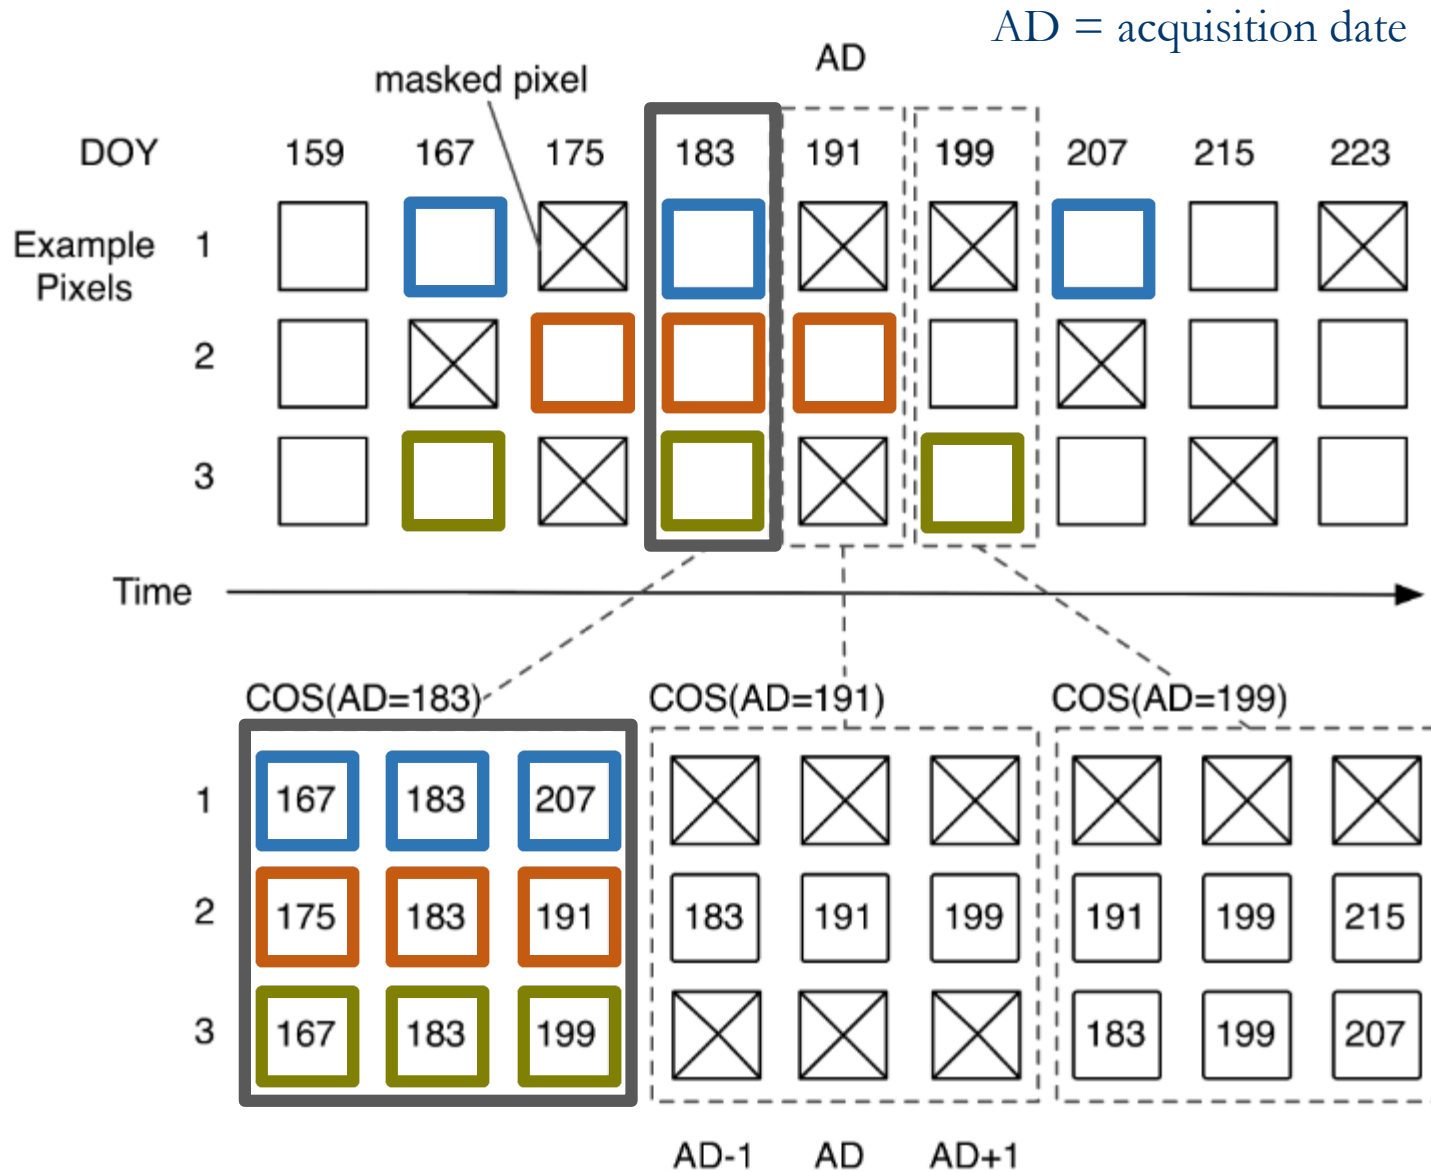 AD = acquisition date
AD
masked pixel
DOY 159 167 175 183 191 199 207 215 223
Example Pixels
1
2
3
Time
COS(AD=183) COS(AD=191) COS(AD=199)
1 167 183 207
2 175 183 191 183 191 199 191 199 215
3 167 183 199 183 199 207
AD-1 AD AD+1